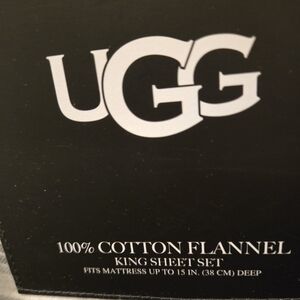 UGG
100% COTTON FLANNEL
KING SHEET SET
FITS MATTRESS UP TO 15 IN. (38 CM) DEEP